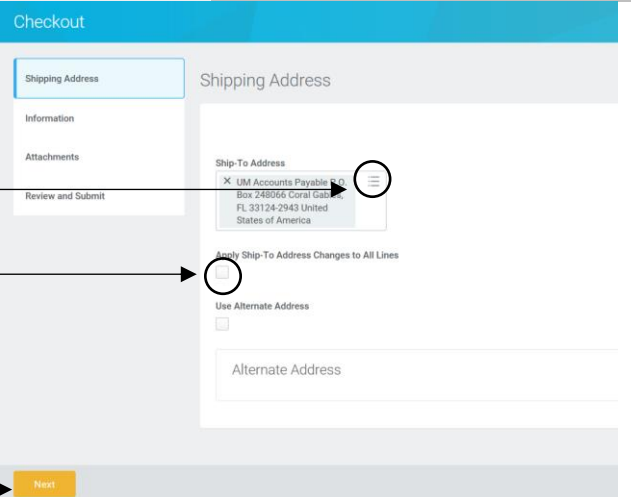 Checkout
Shipping Address
Information
Attachments
Review and Submit
Shipping Address
Ship-To Address
× UM Accounts Payable P.O.
Box 248066 Coral Gables,
FL 33124-2943 United
States of America
Apply Ship-To Address Changes to All Lines
Use Alternate Address
Alternate Address
Next